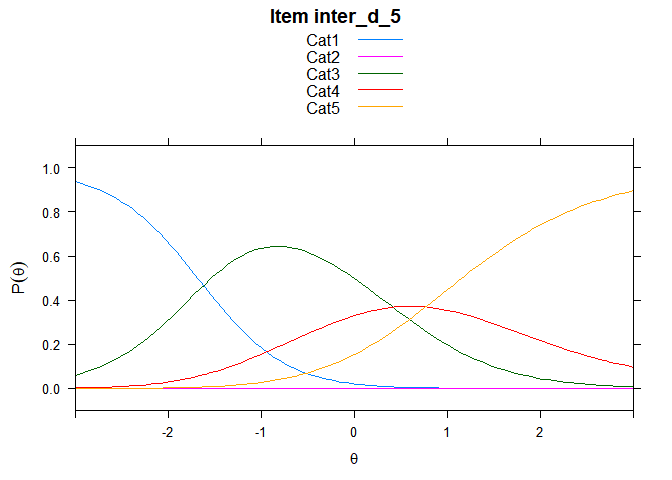 Item inter_d_5
Cat1
Cat2
Cat3
Cat4
Cat5
P(θ)
1.0
0.8
0.6
0.4
0.2
0.0
-2 -1 0 1 2
θ